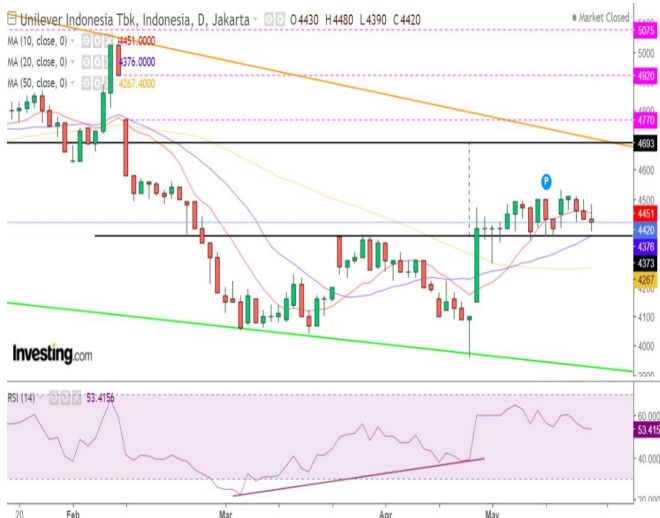 Unilever Indonesia Tbk, Indonesia, D, Jakarta O4430 H4480 L4390 C4420
Market Closed
MA (10, close, 0) 4451.0000
MA (20, close, 0) 4376.0000
MA (50, close, 0) 4267.4000
5100
5075
5000
4920
4770
4693
4600
4500
4451
4420
4376
4373
4267
4200
4100
4000
3900
P
Investing.com
RSI (14) 53.4156
60.000
53.415
40.000
20.000
20 Feb Mar Apr May